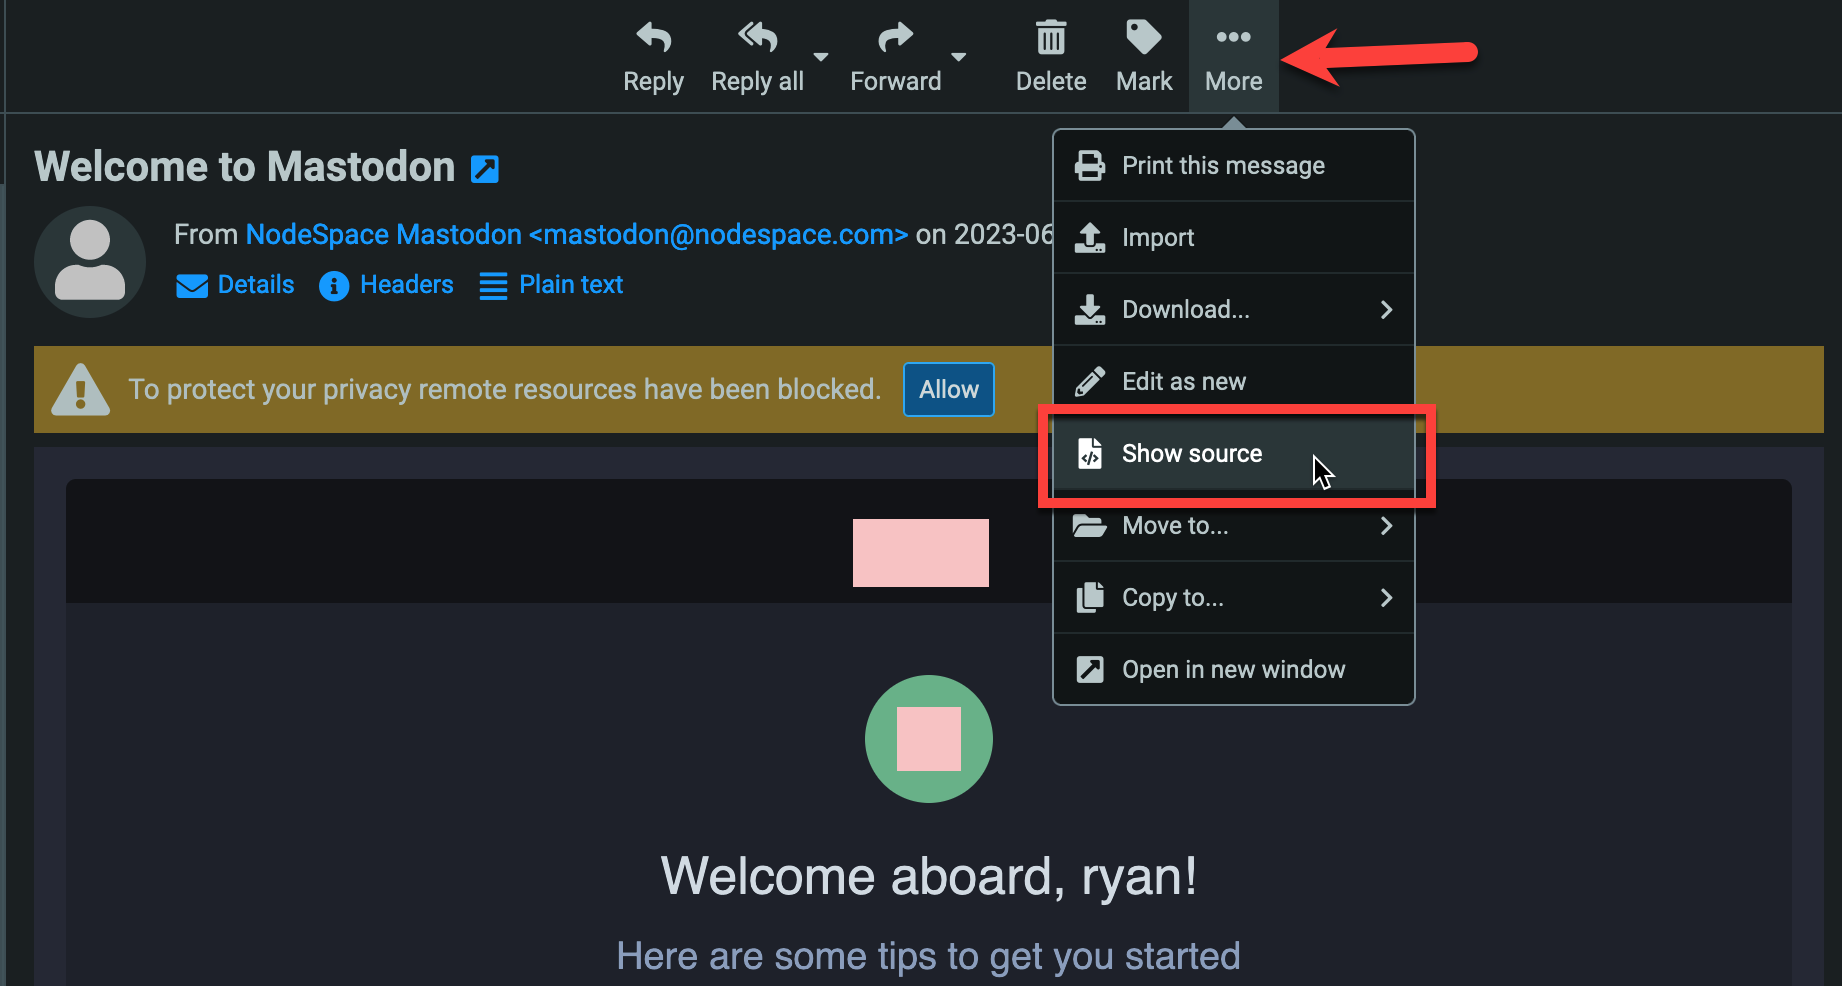 Reply
Reply all
Forward
Delete
Mark
More
Welcome to Mastodon
From NodeSpace Mastodon <mastodon@nodespace.com> on 2023-06
Details
Headers
Plain text
To protect your privacy remote resources have been blocked.
Allow
Print this message
Import
Download...
Edit as new
Show source
Move to...
Copy to...
Open in new window
Welcome aboard, ryan!
Here are some tips to get you started